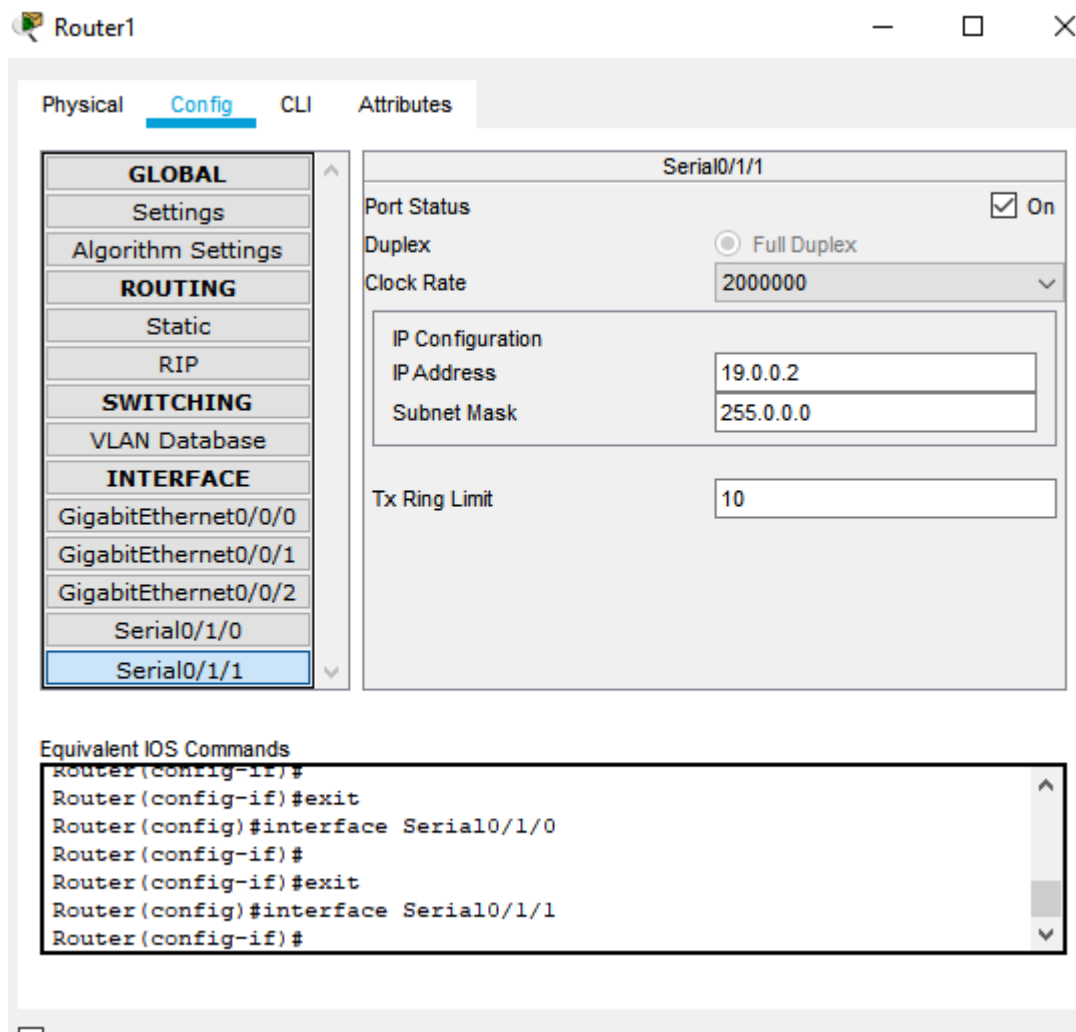 Router1
Physical Config CLI Attributes
GLOBAL
Settings
Algorithm Settings
ROUTING
Static
RIP
SWITCHING
VLAN Database
INTERFACE
GigabitEthernet0/0/0
GigabitEthernet0/0/1
GigabitEthernet0/0/2
Serial0/1/0
Serial0/1/1
Serial0/1/1
Port Status On
Duplex Full Duplex
Clock Rate 2000000
IP Configuration
IP Address 19.0.0.2
Subnet Mask 255.0.0.0
Tx Ring Limit 10
Equivalent IOS Commands
Router(config-if)#
Router(config-if)#exit
Router(config)#interface Serial0/1/0
Router(config-if)#
Router(config-if)#exit
Router(config)#interface Serial0/1/1
Router(config-if)#